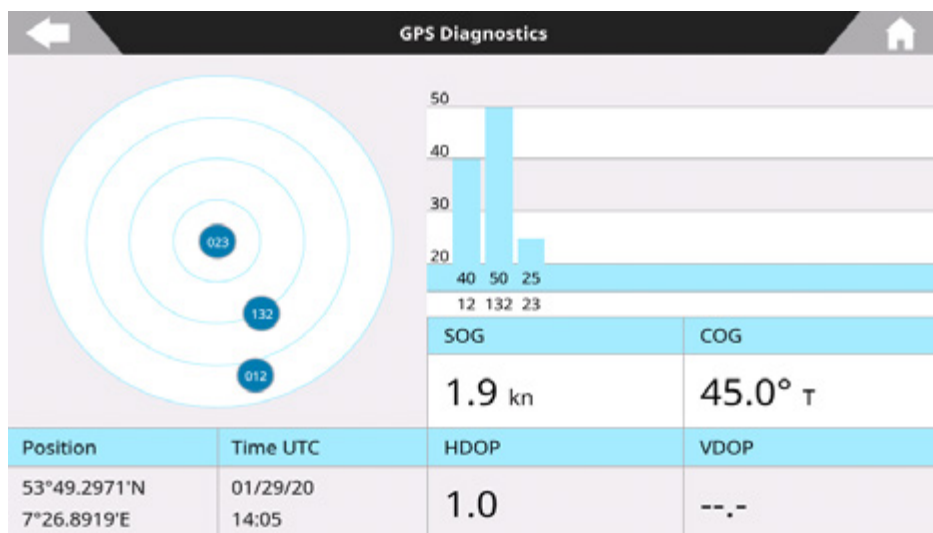 GPS Diagnostics
023
132
012
50
40
30
20
40 50 25
12 132 23
SOG
COG
1.9 kn
45.0° T
Position
Time UTC
HDOP
VDOP
53°49.2971'N
7°26.8919'E
01/29/20
14:05
1.0
--.-